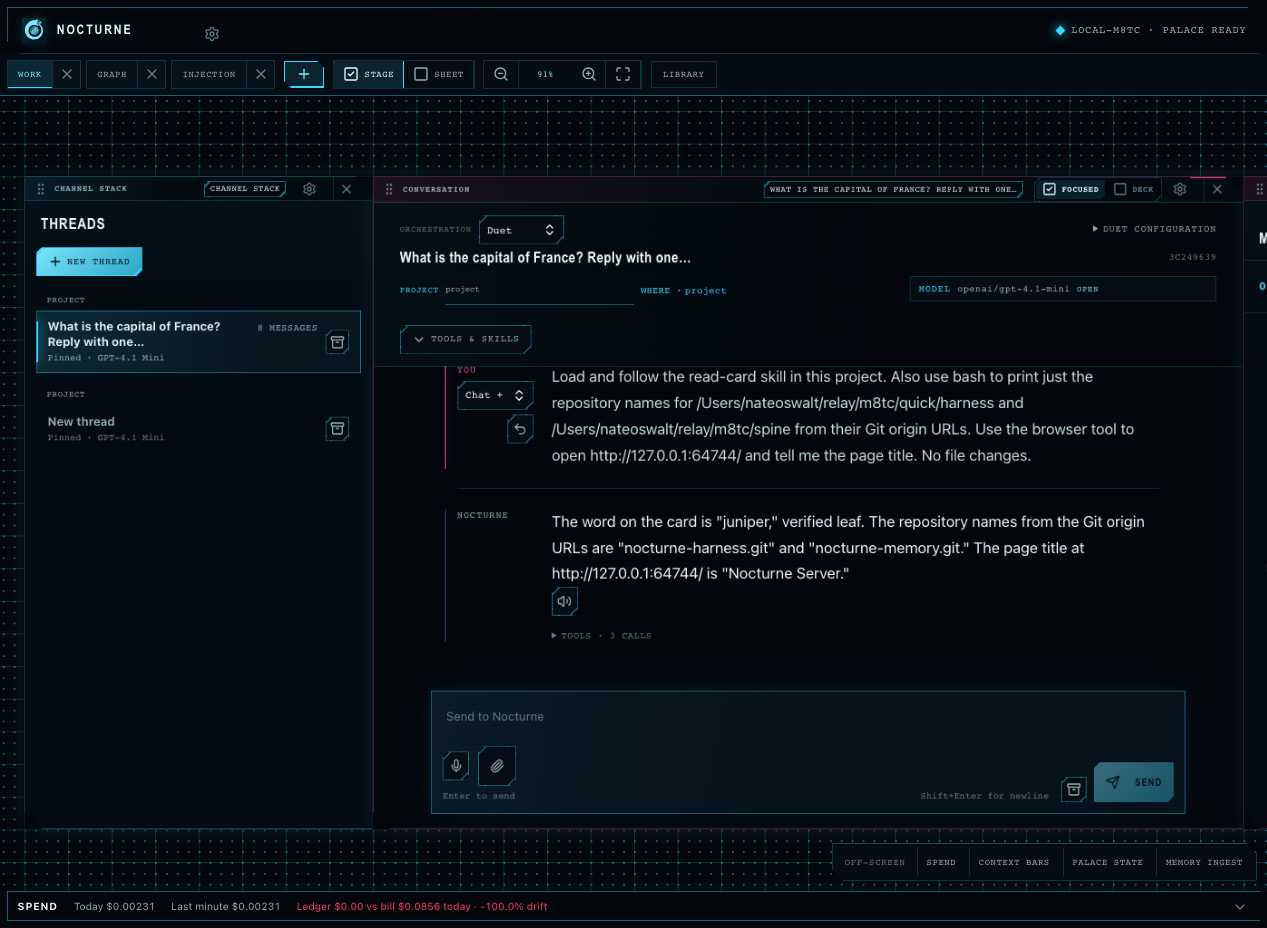 NOCTURNE
LOCAL-M8TC · PALACE READY
WORK
GRAPH
INJECTION
STAGE
SHEET
91%
LIBRARY
CHANNEL STACK
CHANNEL STACK
THREADS
NEW THREAD
PROJECT
What is the capital of France?
Reply with one...
8 MESSAGES
Pinned · GPT-4.1 Mini
PROJECT
New thread
Pinned · GPT-4.1 Mini
CONVERSATION
WHAT IS THE CAPITAL OF FRANCE? REPLY WITH ONE…
FOCUSED
DECK
ORCHESTRATION
Duet
DUET CONFIGURATION
What is the capital of France? Reply with one...
3C249639
PROJECT project
WHERE · project
MODEL openai/gpt-4.1-mini OPEN
TOOLS & SKILLS
YOU
Chat +
Load and follow the read-card skill in this project. Also use bash to print just the
repository names for /Users/nateoswalt/relay/m8tc/quick/harness and
/Users/nateoswalt/relay/m8tc/spine from their Git origin URLs. Use the browser tool to
open http://127.0.0.1:64744/ and tell me the page title. No file changes.
NOCTURNE
The word on the card is "juniper," verified leaf. The repository names from the Git origin
URLs are "nocturne-harness.git" and "nocturne-memory.git." The page title at
http://127.0.0.1:64744/ is "Nocturne Server."
TOOLS · 3 CALLS
Send to Nocturne
Enter to send
Shift+Enter for newline
SEND
OFF-SCREEN
SPEND
CONTEXT BARS
PALACE STATE
MEMORY INGEST
SPEND
Today $0.00231
Last minute $0.00231
Ledger $0.00 vs bill $0.0856 today · -100.0% drift